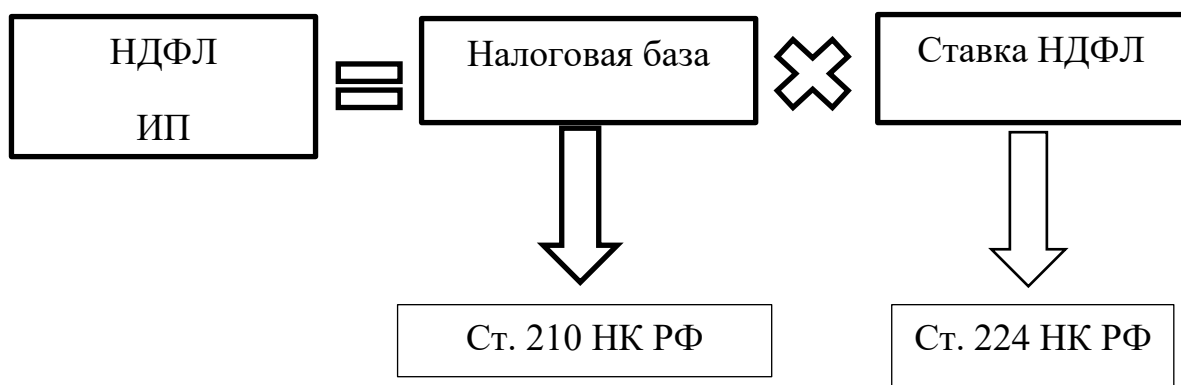 НДФЛ
ИП
Налоговая база
Ставка НДФЛ
Ст. 210 НК РФ
Ст. 224 НК РФ